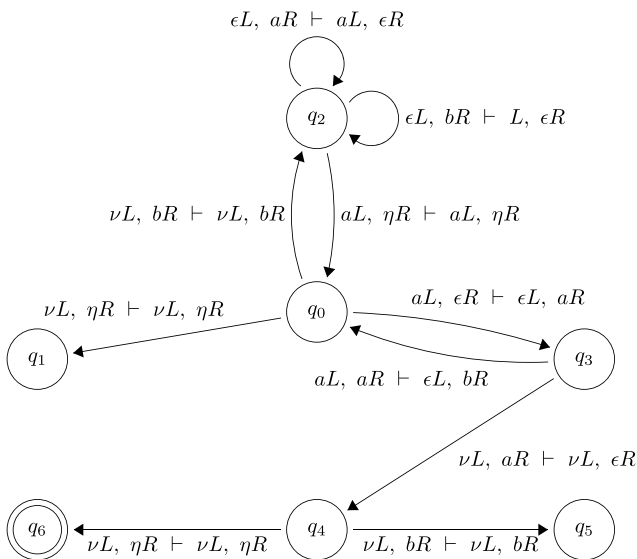 ϵL, aR ⊢ aL, ϵR
q₂
ϵL, bR ⊢ L, ϵR
νL, bR ⊢ νL, bR
aL, ηR ⊢ aL, ηR
νL, ηR ⊢ νL, ηR
q₀
aL, ϵR ⊢ ϵL, aR
q₁
q₃
aL, aR ⊢ ϵL, bR
νL, aR ⊢ νL, ϵR
q₆
νL, ηR ⊢ νL, ηR
q₄
νL, bR ⊢ νL, bR
q₅